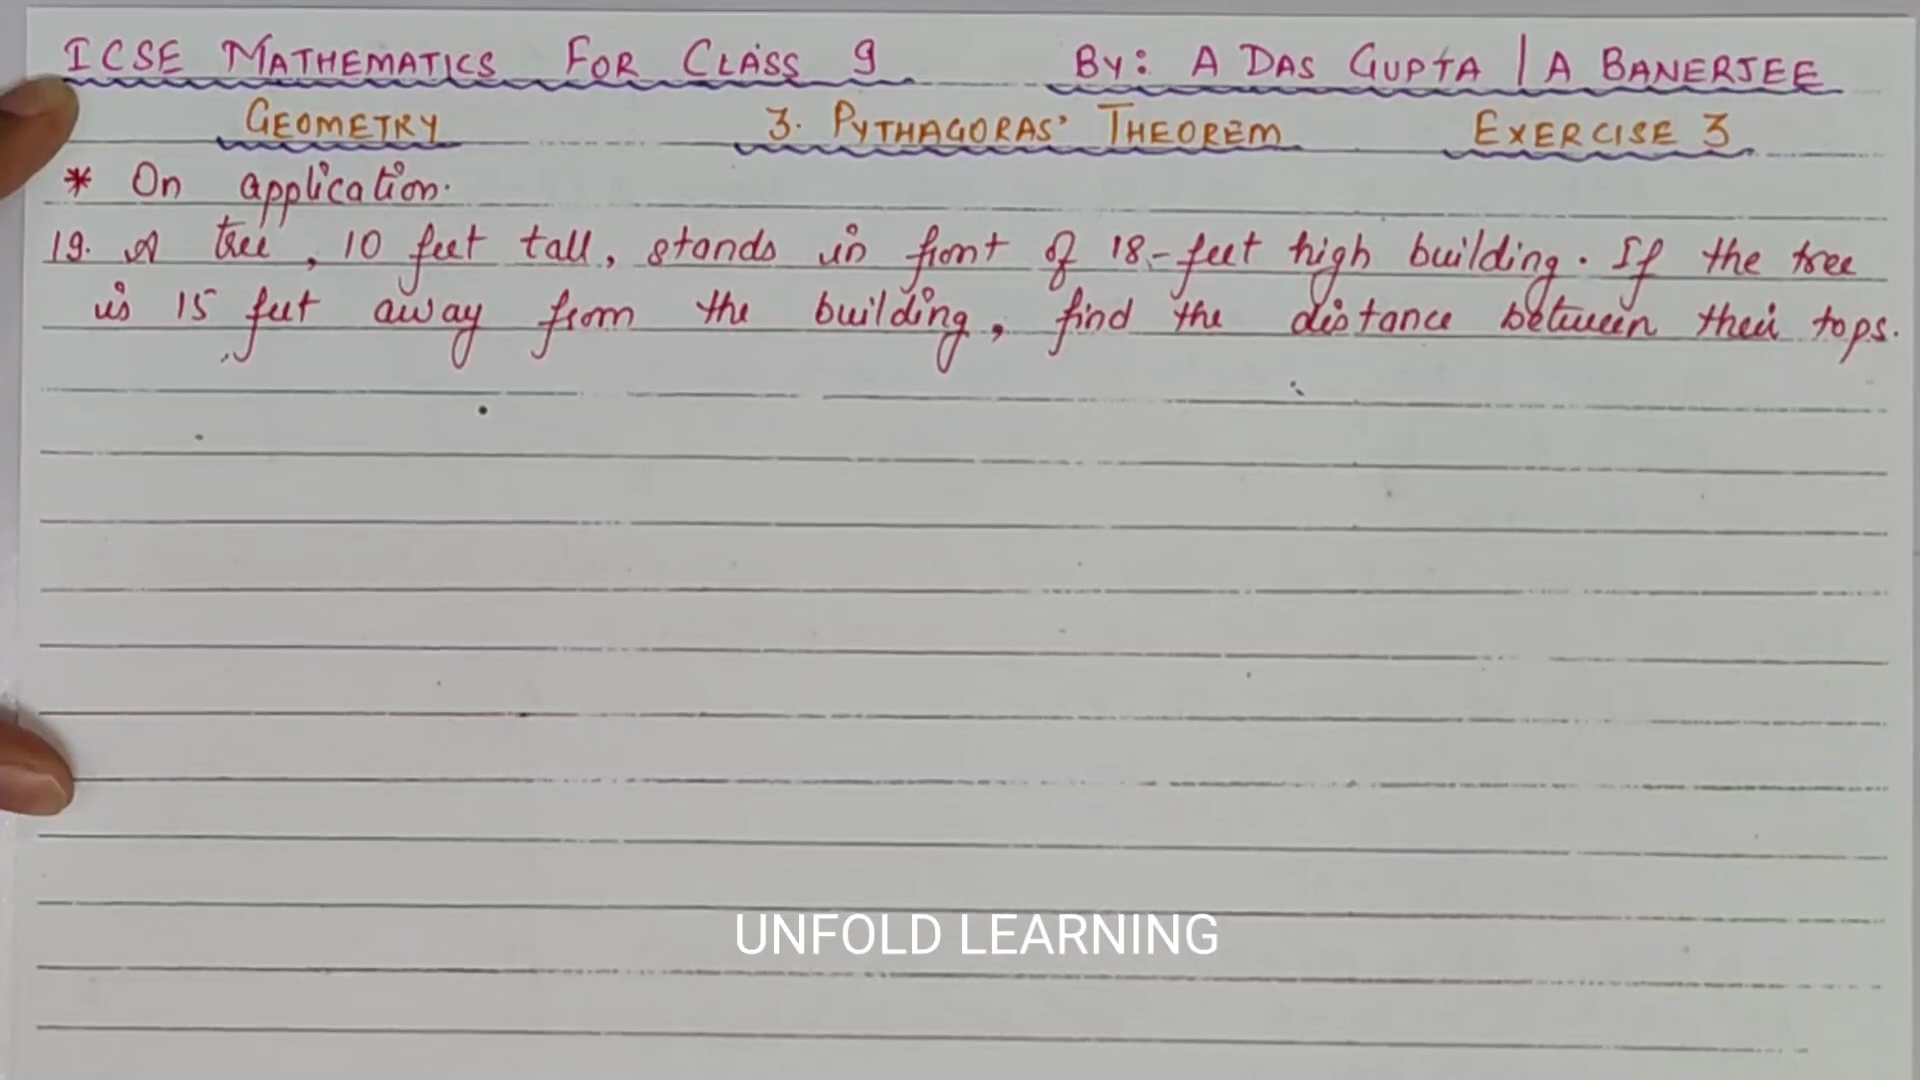 ICSE MATHEMATICS FOR CLASS 9 BY: A DAS GUPTA | A BANERJEE
GEOMETRY 3. PYTHAGORAS' THEOREM EXERCISE 3
* On application.
19. A tree, 10 feet tall, stands in front of 18-feet high building. If the tree
is 15 feet away from the building, find the distance between their tops.
UNFOLD LEARNING